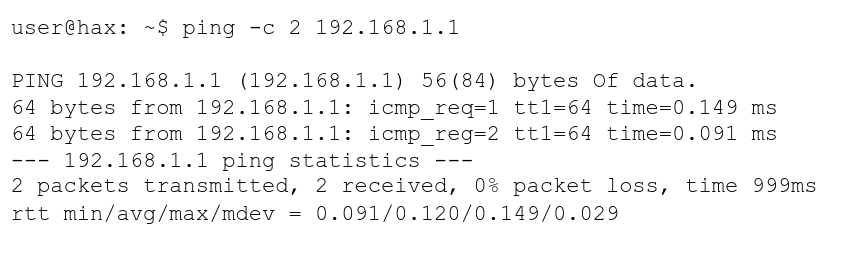 user@hax: ~$ ping -c 2 192.168.1.1
PING 192.168.1.1 (192.168.1.1) 56(84) bytes Of data.
64 bytes from 192.168.1.1: icmp_req=1 tt1=64 time=0.149 ms
64 bytes from 192.168.1.1: icmp_reg=2 tt1=64 time=0.091 ms
--- 192.168.1.1 ping statistics ---
2 packets transmitted, 2 received, 0% packet loss, time 999ms
rtt min/avg/max/mdev = 0.091/0.120/0.149/0.029